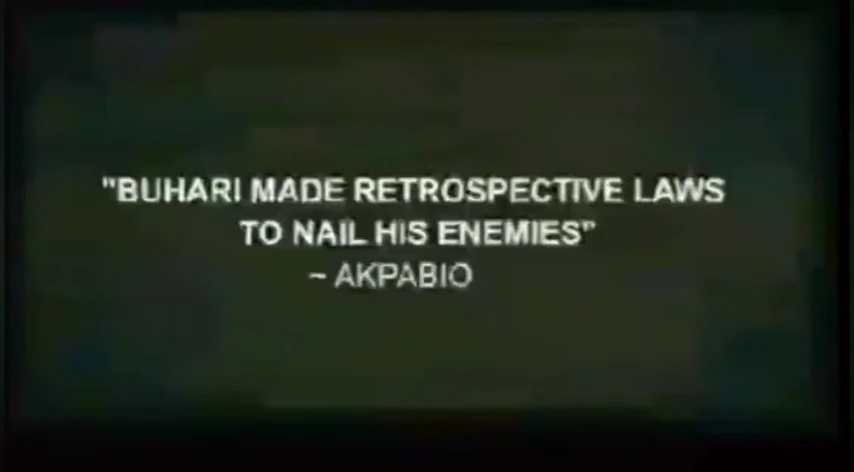 "BUHARI MADE RETROSPECTIVE LAWS
TO NAIL HIS ENEMIES"
~ AKPABIO